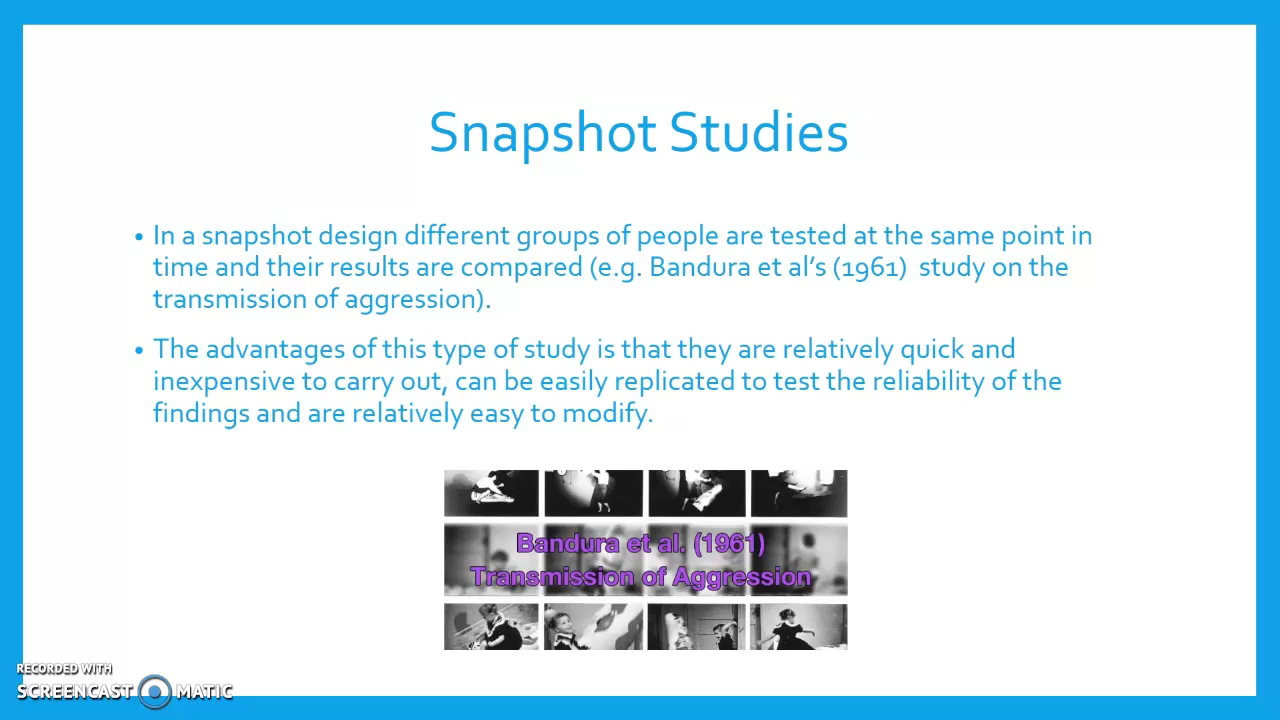 Snapshot Studies
• In a snapshot design different groups of people are tested at the same point in
time and their results are compared (e.g. Bandura et al’s (1961)  study on the
transmission of aggression).
• The advantages of this type of study is that they are relatively quick and
inexpensive to carry out, can be easily replicated to test the reliability of the
findings and are relatively easy to modify.
Bandura et al. (1961)
Transmission of Aggression
RECORDED WITH
SCREENCAST MATIC